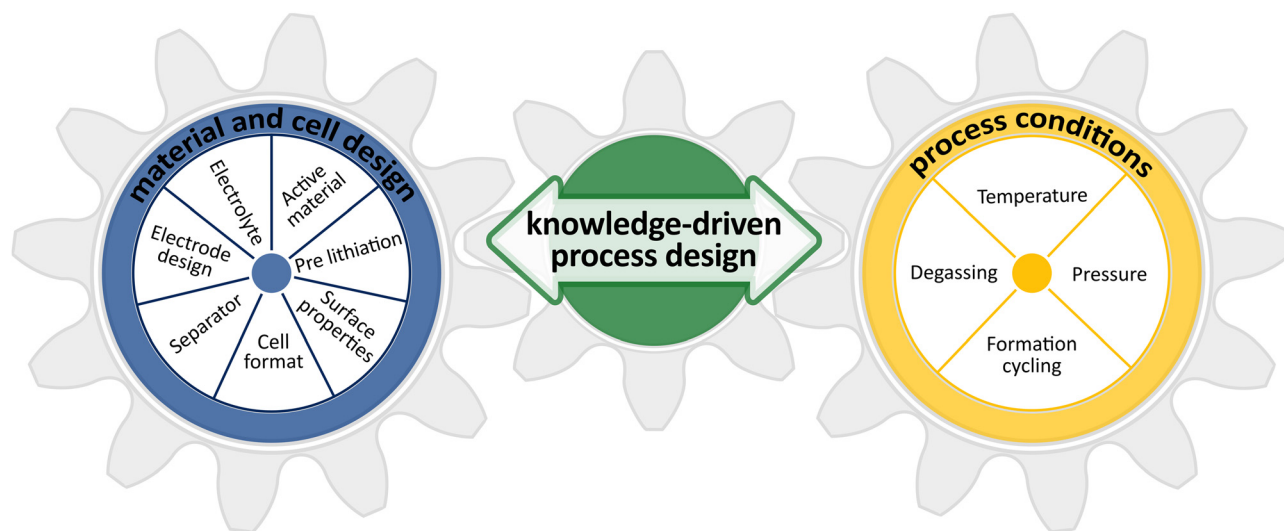 material and cell design
Electrolyte
Active
material
Pre lithiation
Surface
properties
Cell
format
Separator
Electrode
design
knowledge-driven
process design
process conditions
Temperature
Pressure
Formation
cycling
Degassing